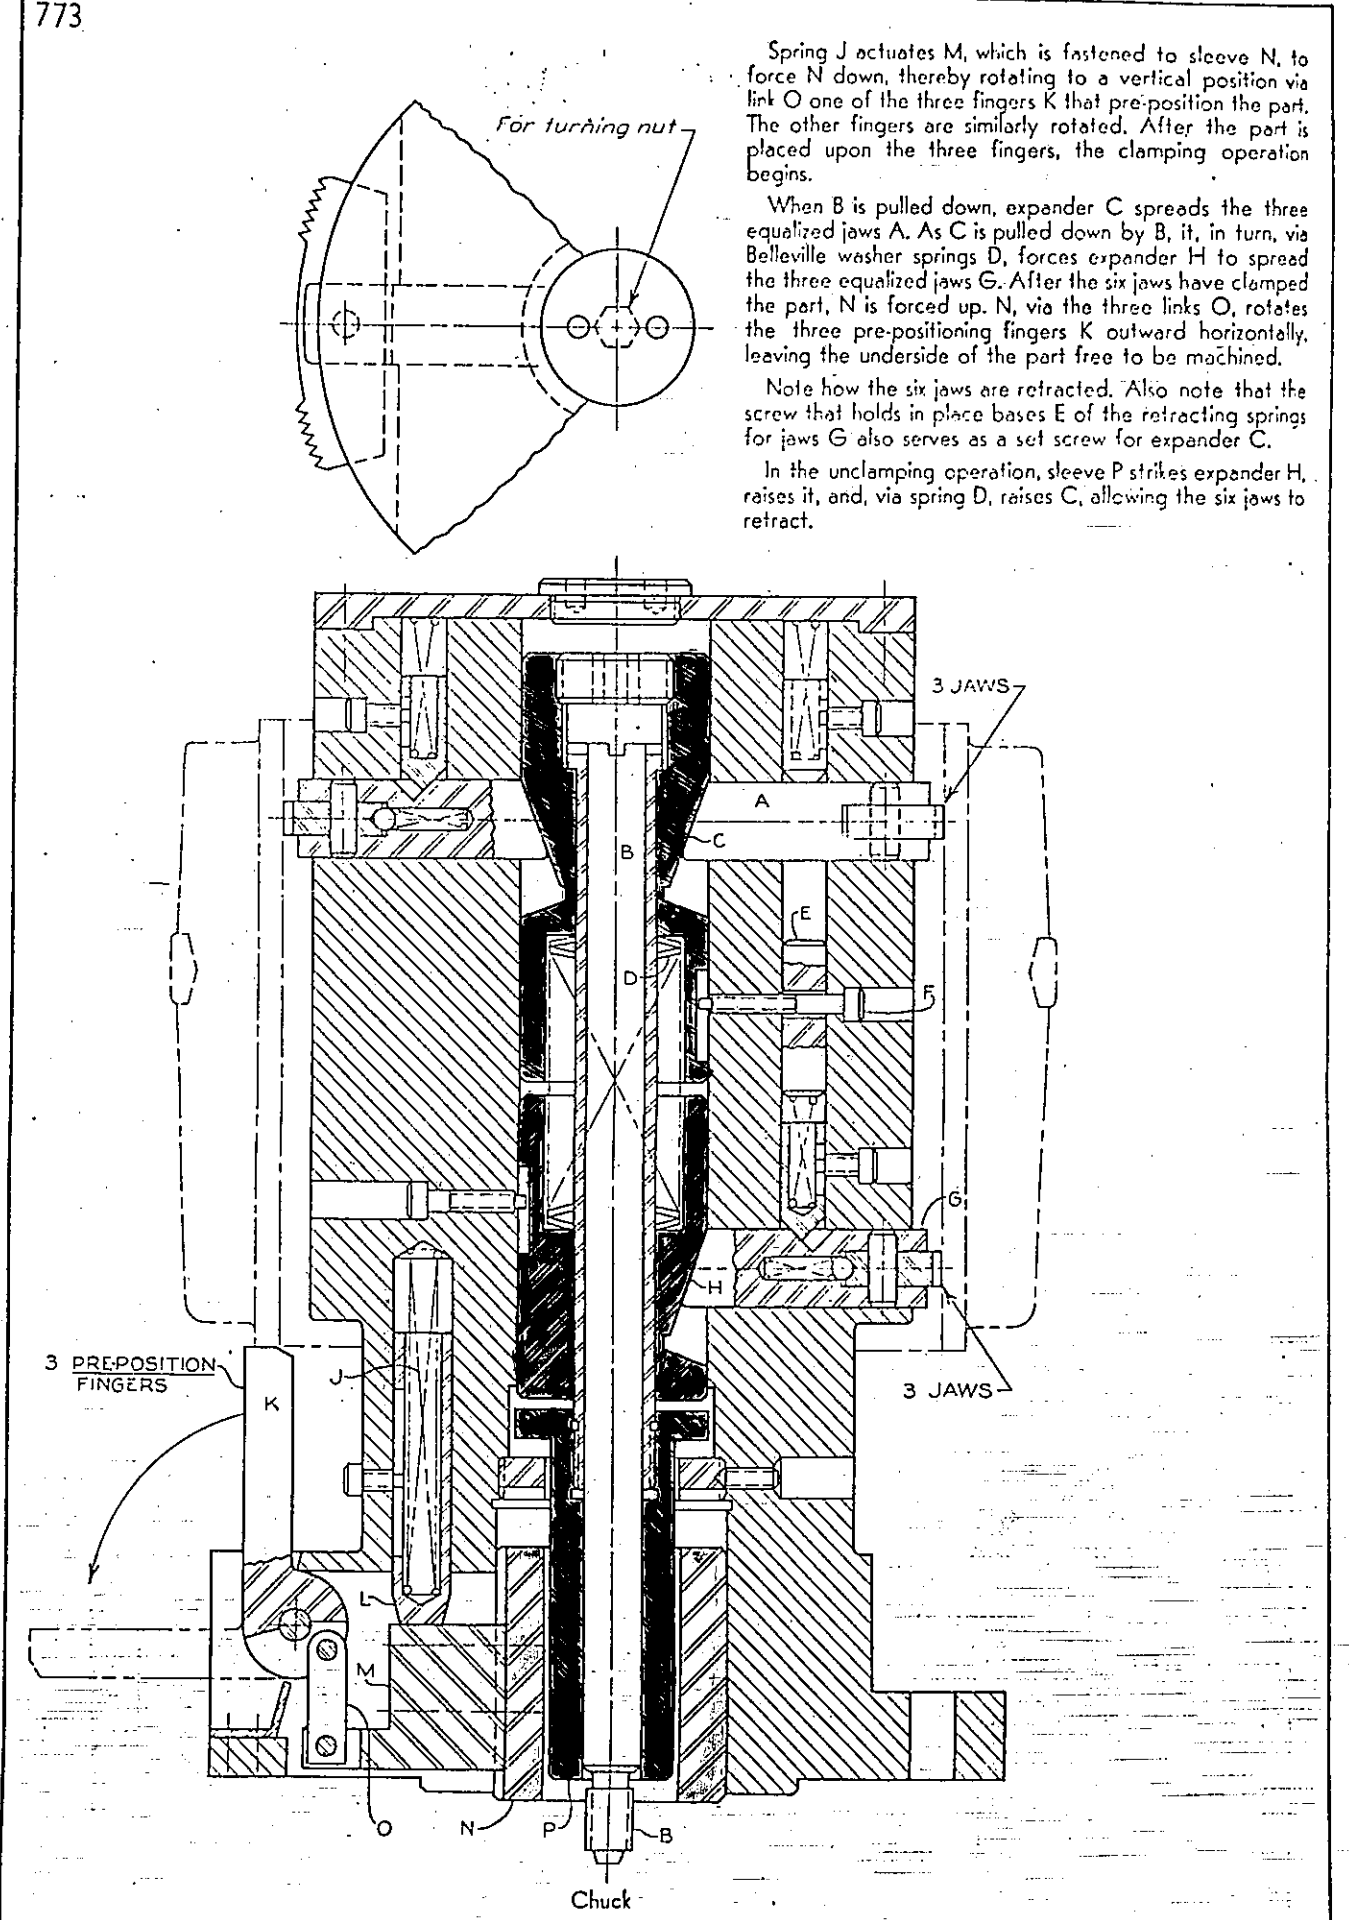 773
Spring J actuates M, which is fastened to sleeve N, to
force N down, thereby rotating to a vertical position via
link O one of the three fingers K that pre-position the part.
The other fingers are similarly rotated. After the part is
placed upon the three fingers, the clamping operation
begins.
When B is pulled down, expander C spreads the three
equalized jaws A. As C is pulled down by B, it, in turn, via
Belleville washer springs D, forces expander H to spread
the three equalized jaws G. After the six jaws have clamped
the part, N is forced up. N, via the three links O, rotates
the three pre-positioning fingers K outward horizontally,
leaving the underside of the part free to be machined.
Note how the six jaws are retracted. Also note that the
screw that holds in place bases E of the retracting springs
for jaws G also serves as a set screw for expander C.
In the unclamping operation, sleeve P strikes expander H,
raises it, and, via spring D, raises C, allowing the six jaws to
retract.
For turning nut
3 JAWS
A
C
B
E
D
F
G
H
3 PRE-POSITION
FINGERS
J
K
3 JAWS
L
M
O
N
P
B
Chuck